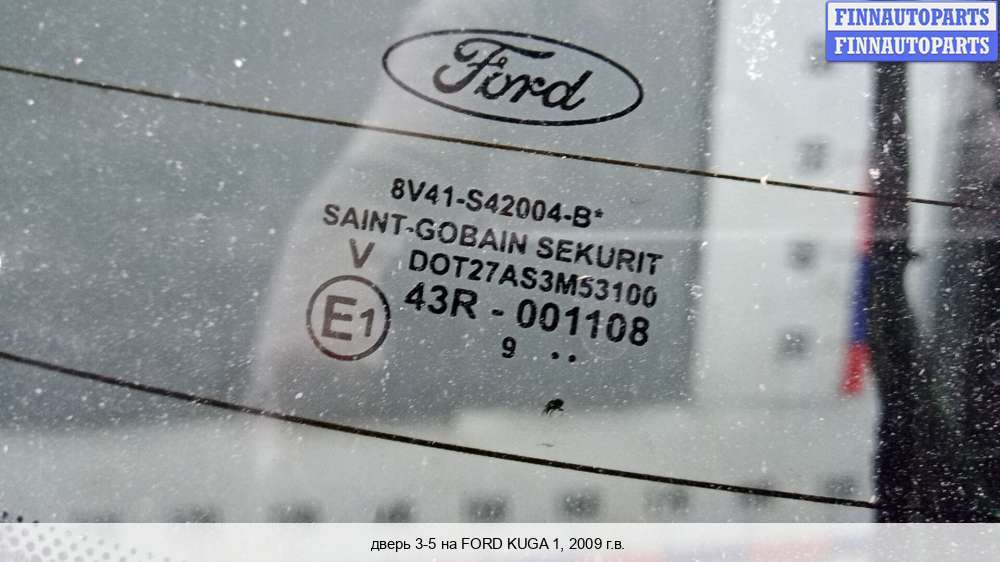 FINNAUTOPARTS
FINNAUTOPARTS
Ford
8V41-S42004-B*
SAINT-GOBAIN SEKURIT
V DOT27AS3M53100
E1 43R - 001108
9 ..
дверь 3-5 на FORD KUGA 1, 2009 г.в.